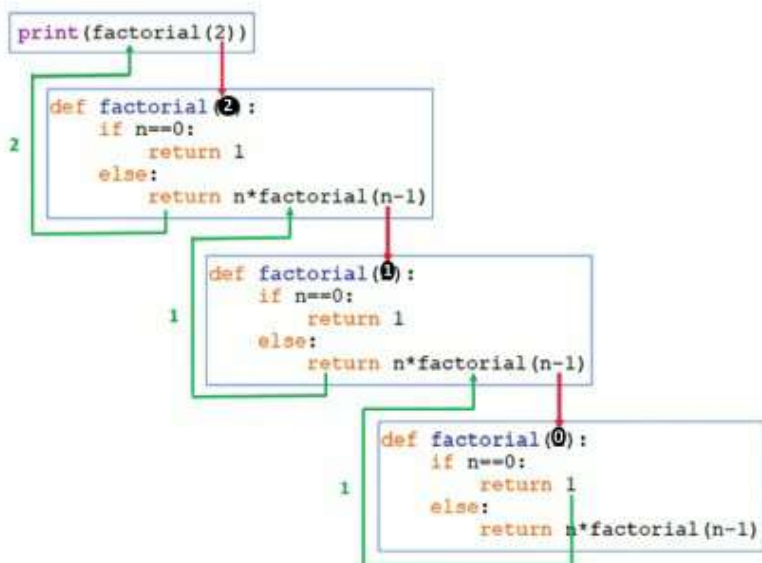 print(factorial(2))
def factorial(2):
if n==0:
return 1
else:
return n*factorial(n-1)
2
def factorial(1):
if n==0:
return 1
else:
return n*factorial(n-1)
1
def factorial(0):
if n==0:
return 1
else:
return n*factorial(n-1)
1